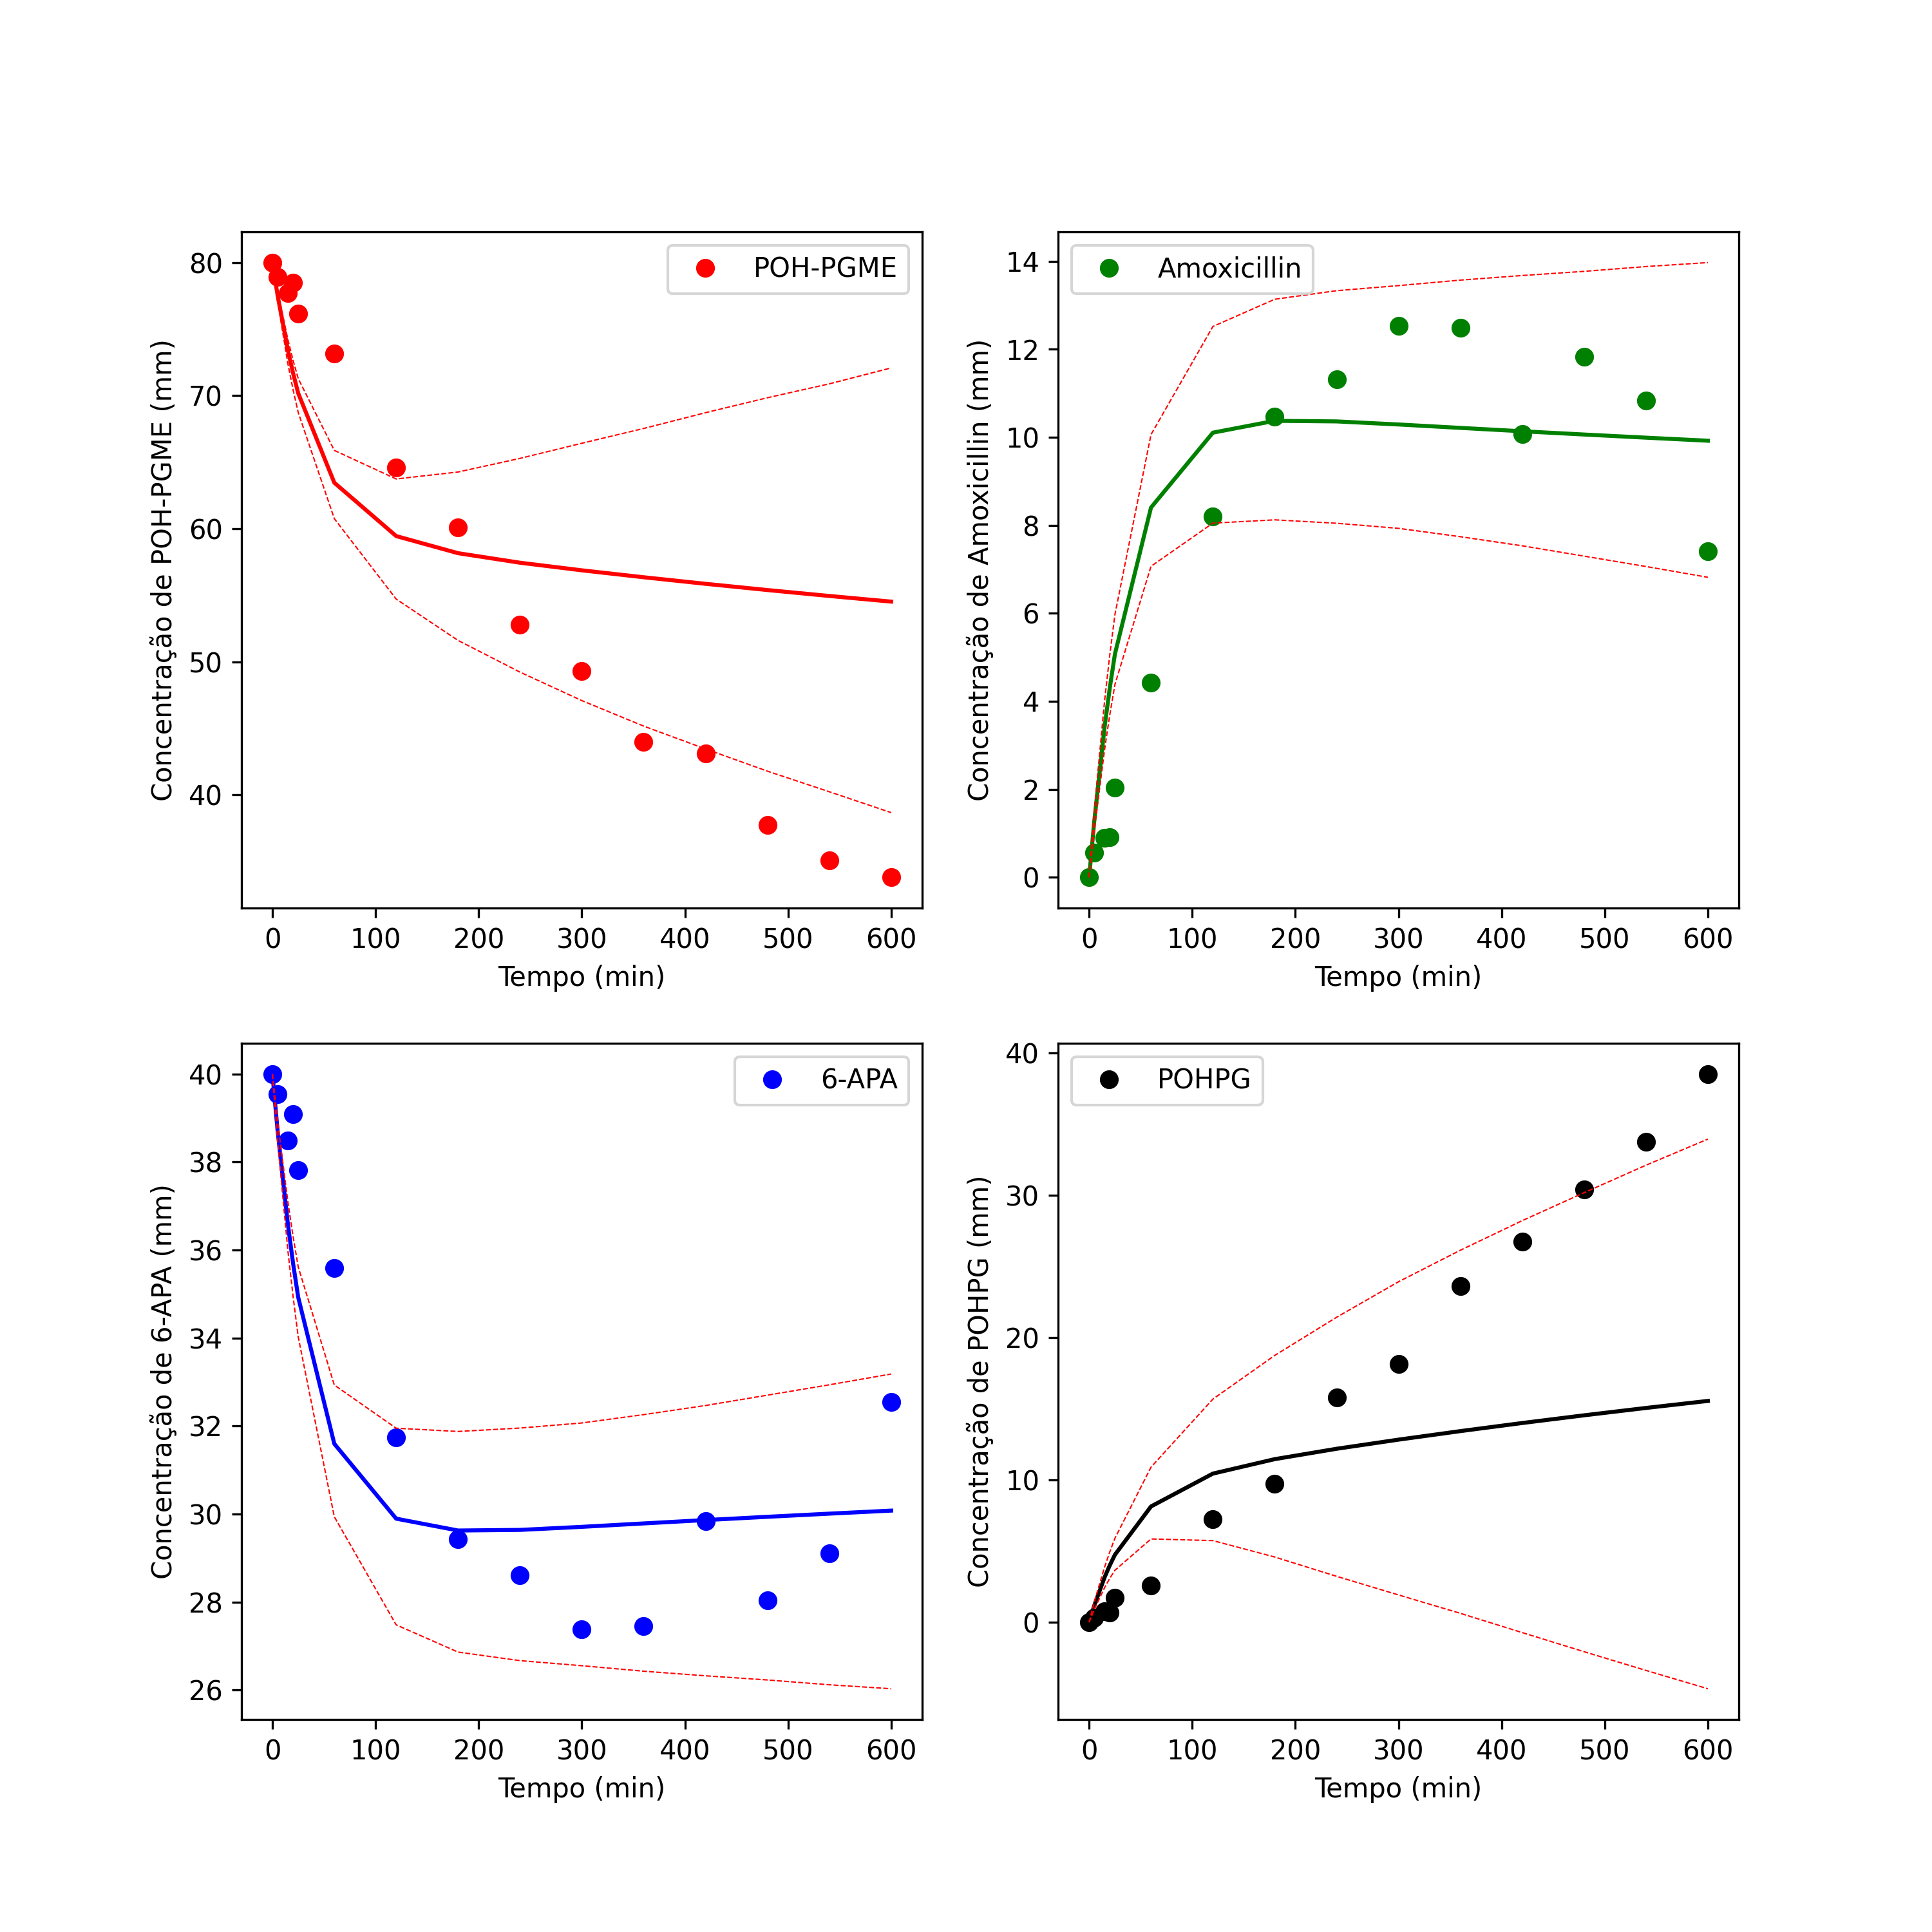 80
70
60
50
40
Concentração de POH-PGME (mm)
POH-PGME
0 100 200 300 400 500 600
Tempo (min)
14
12
10
8
6
4
2
0
Concentração de Amoxicillin (mm)
Amoxicillin
0 100 200 300 400 500 600
Tempo (min)
40
38
36
34
32
30
28
26
Concentração de 6-APA (mm)
6-APA
0 100 200 300 400 500 600
Tempo (min)
40
30
20
10
0
Concentração de POHPG (mm)
POHPG
0 100 200 300 400 500 600
Tempo (min)